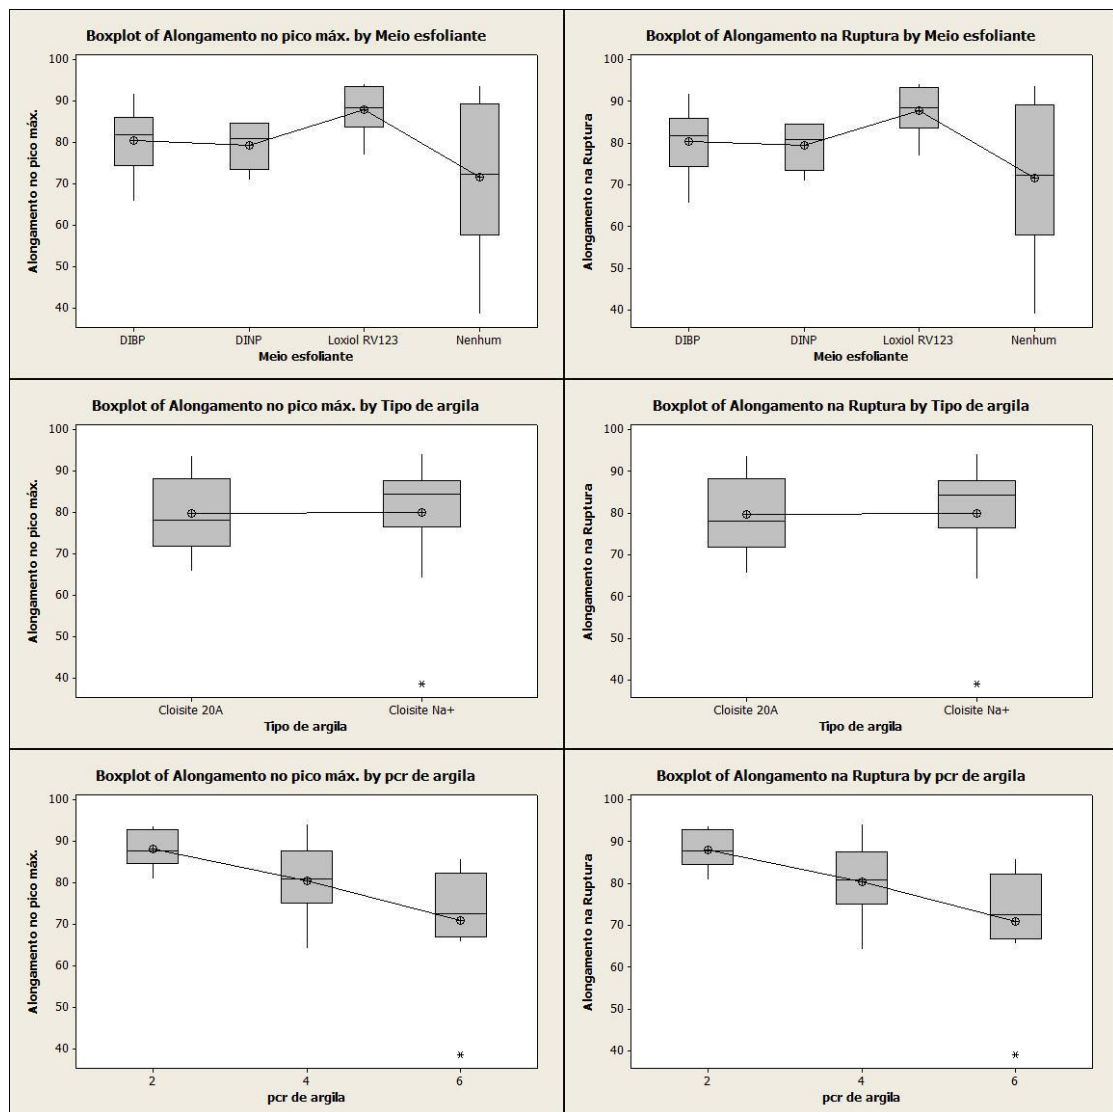 Boxplot of Alongamento no pico máx. by Meio esfoliante
Alongamento no pico máx.
100
90
80
70
60
50
40
DIBP DINP Loxiol RV123 Nenhum
Meio esfoliante
Boxplot of Alongamento na Ruptura by Meio esfoliante
Alongamento na Ruptura
100
90
80
70
60
50
40
DIBP DINP Loxiol RV123 Nenhum
Meio esfoliante
Boxplot of Alongamento no pico máx. by Tipo de argila
Alongamento no pico máx.
100
90
80
70
60
50
40
Cloisite 20A Cloisite Na+
Tipo de argila
Boxplot of Alongamento na Ruptura by Tipo de argila
Alongamento na Ruptura
100
90
80
70
60
50
40
Cloisite 20A Cloisite Na+
Tipo de argila
Boxplot of Alongamento no pico máx. by pcr de argila
Alongamento no pico máx.
100
90
80
70
60
50
40
2 4 6
pcr de argila
Boxplot of Alongamento na Ruptura by pcr de argila
Alongamento na Ruptura
100
90
80
70
60
50
40
2 4 6
pcr de argila